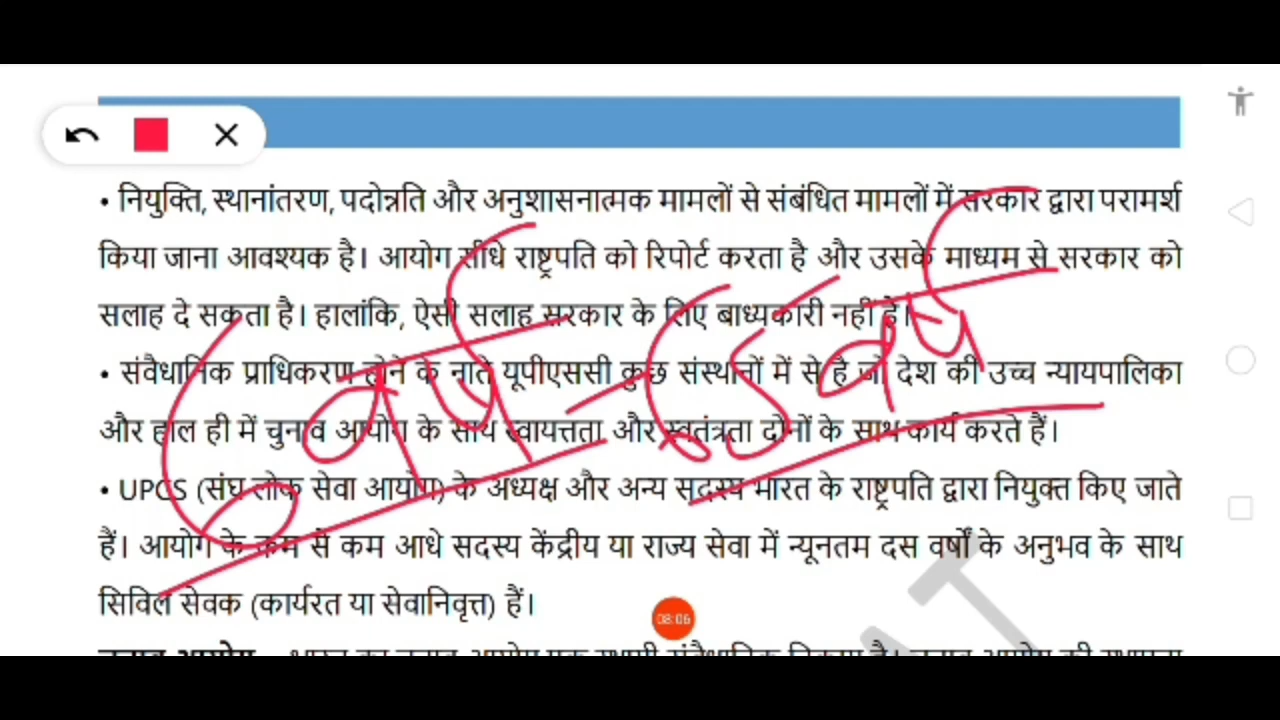 • नियुक्ति, स्थानांतरण, पदोन्नति और अनुशासनात्मक मामलों से संबंधित मामलों में सरकार द्वारा परामर्श
किया जाना आवश्यक है। आयोग सीधे राष्ट्रपति को रिपोर्ट करता है और उसके माध्यम से सरकार को
सलाह दे सकता है। हालांकि, ऐसी सलाह सरकार के लिए बाध्यकारी नहीं है।
• संवैधानिक प्राधिकरण होने के नाते यूपीएससी कुछ संस्थानों में से है जो देश की उच्च न्यायपालिका
और हाल ही में चुनाव आयोग के साथ स्वायत्तता और स्वतंत्रता दोनों के साथ कार्य करते हैं।
• UPCS (संघ लोक सेवा आयोग) के अध्यक्ष और अन्य सदस्य भारत के राष्ट्रपति द्वारा नियुक्त किए जाते
हैं। आयोग के कम से कम आधे सदस्य केंद्रीय या राज्य सेवा में न्यूनतम दस वर्षों के अनुभव के साथ
सिविल सेवक (कार्यरत या सेवानिवृत्त) हैं।
08:06